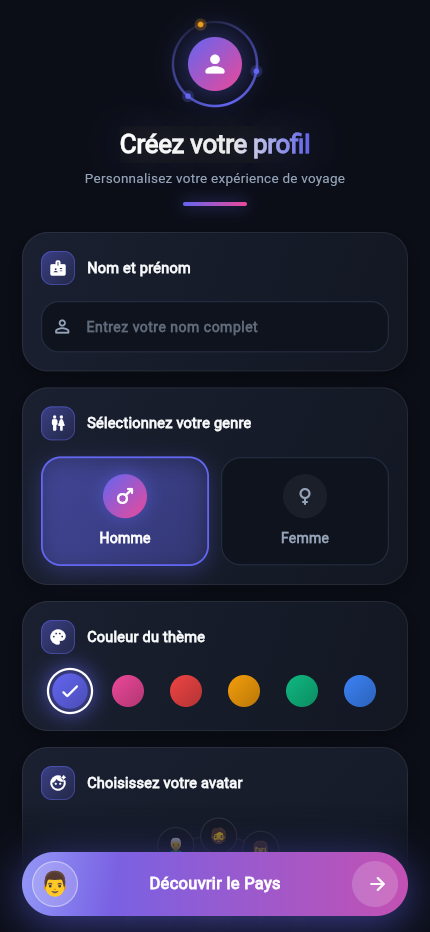 Créez votre profil
Personnalisez votre expérience de voyage
Nom et prénom
Entrez votre nom complet
Sélectionnez votre genre
Homme
Femme
Couleur du thème
Choisissez votre avatar
Découvrir le Pays